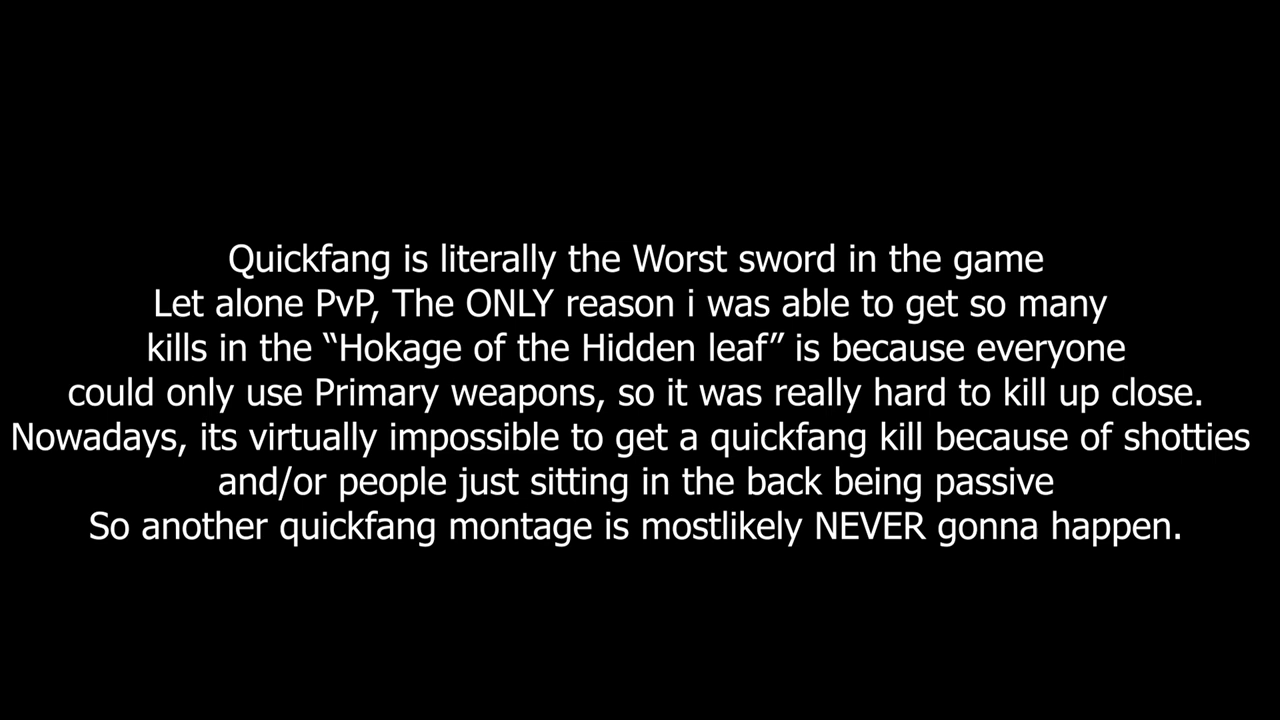 Quickfang is literally the Worst sword in the game
Let alone PvP, The ONLY reason i was able to get so many
kills in the “Hokage of the Hidden leaf” is because everyone
could only use Primary weapons, so it was really hard to kill up close.
Nowadays, its virtually impossible to get a quickfang kill because of shotties
and/or people just sitting in the back being passive
So another quickfang montage is mostlikely NEVER gonna happen.